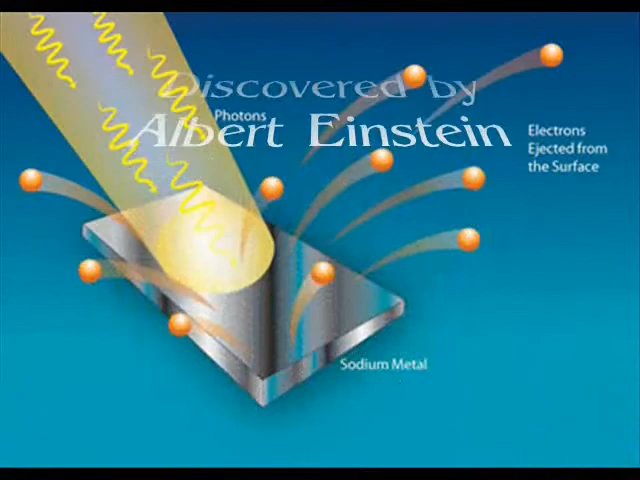 Discovered by
Photons
Albert Einstein
Electrons
Ejected from
the Surface
Sodium Metal